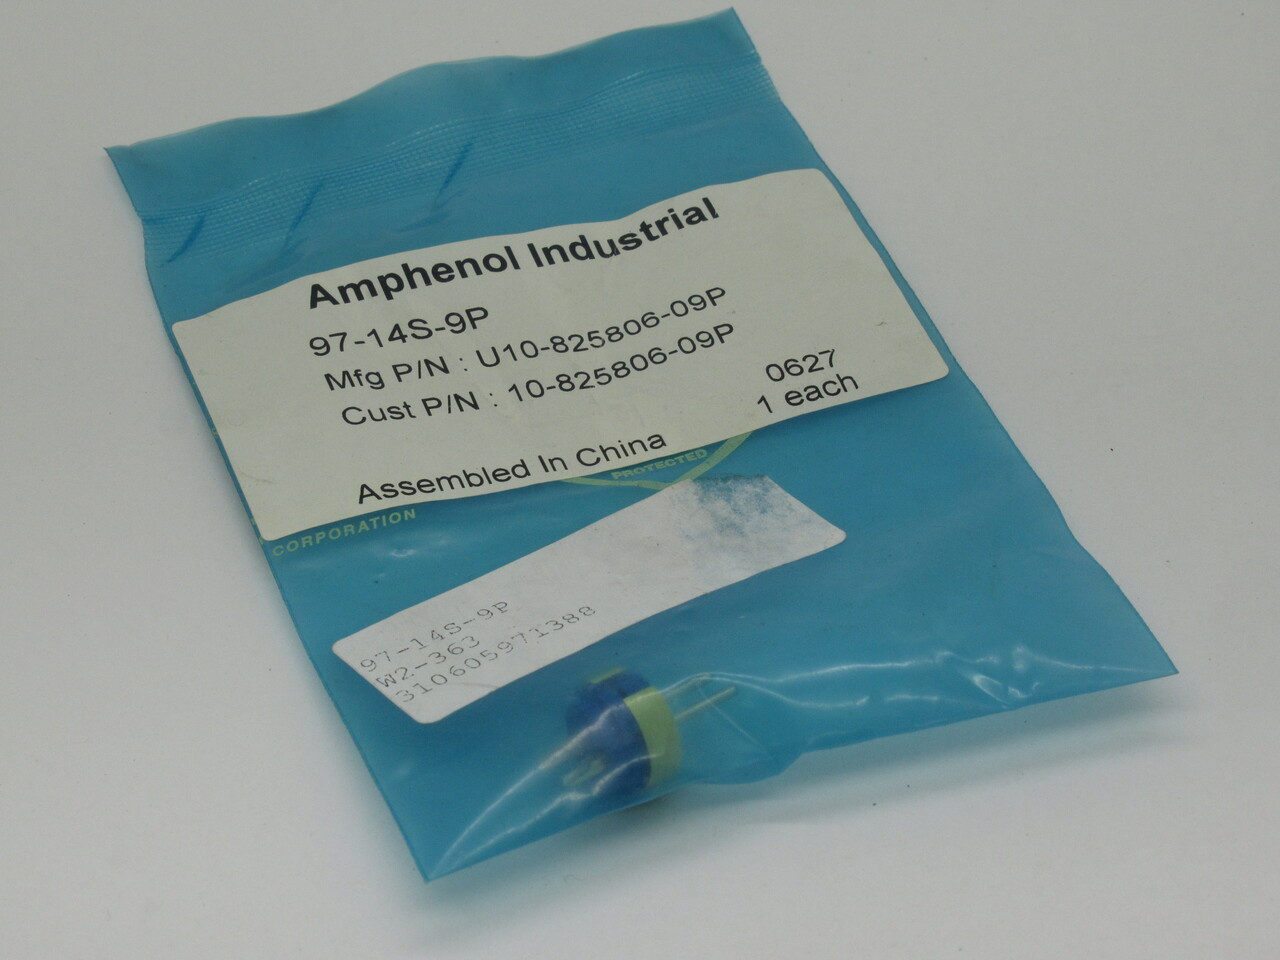 Amphenol Industrial
97-14S-9P
Mfg P/N : U10-825806-09P
Cust P/N : 10-825806-09P
0627
1 each
Assembled In China
PROTECTED
CORPORATION
97-14S-9P
W2-363
310605971388